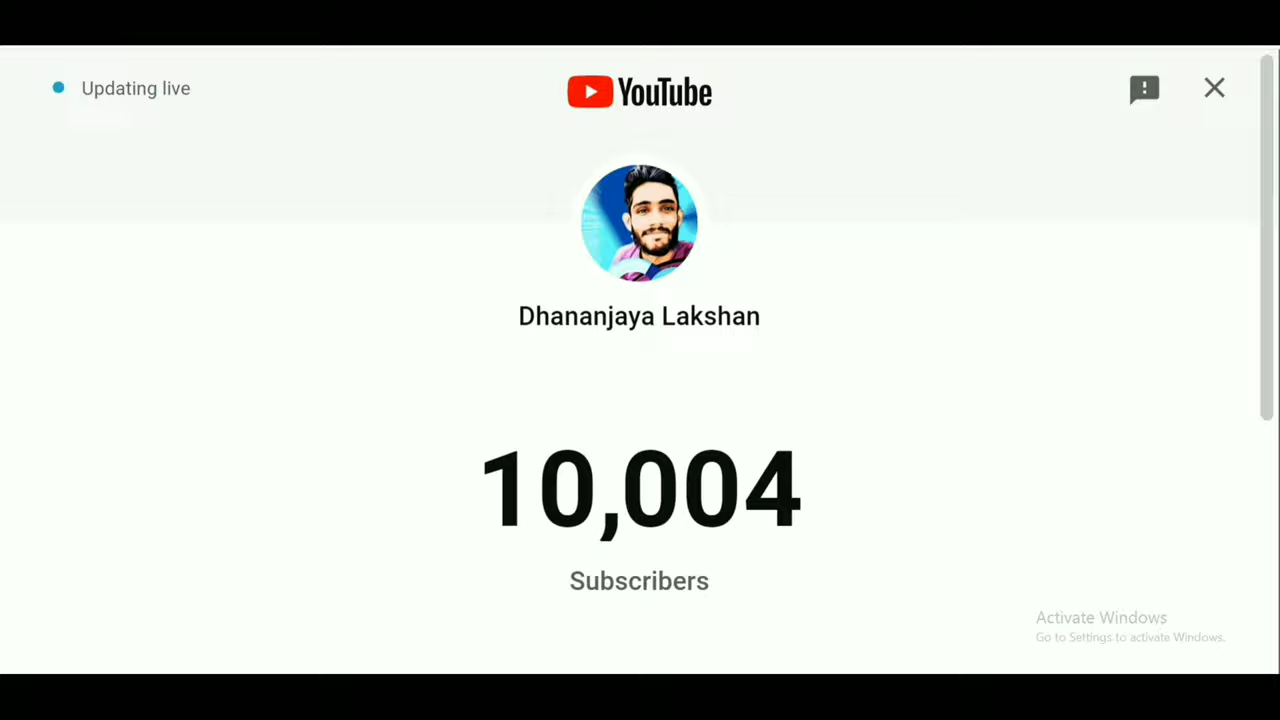 Updating live
YouTube
Dhananjaya Lakshan
10,004
Subscribers
Activate Windows
Go to Settings to activate Windows.